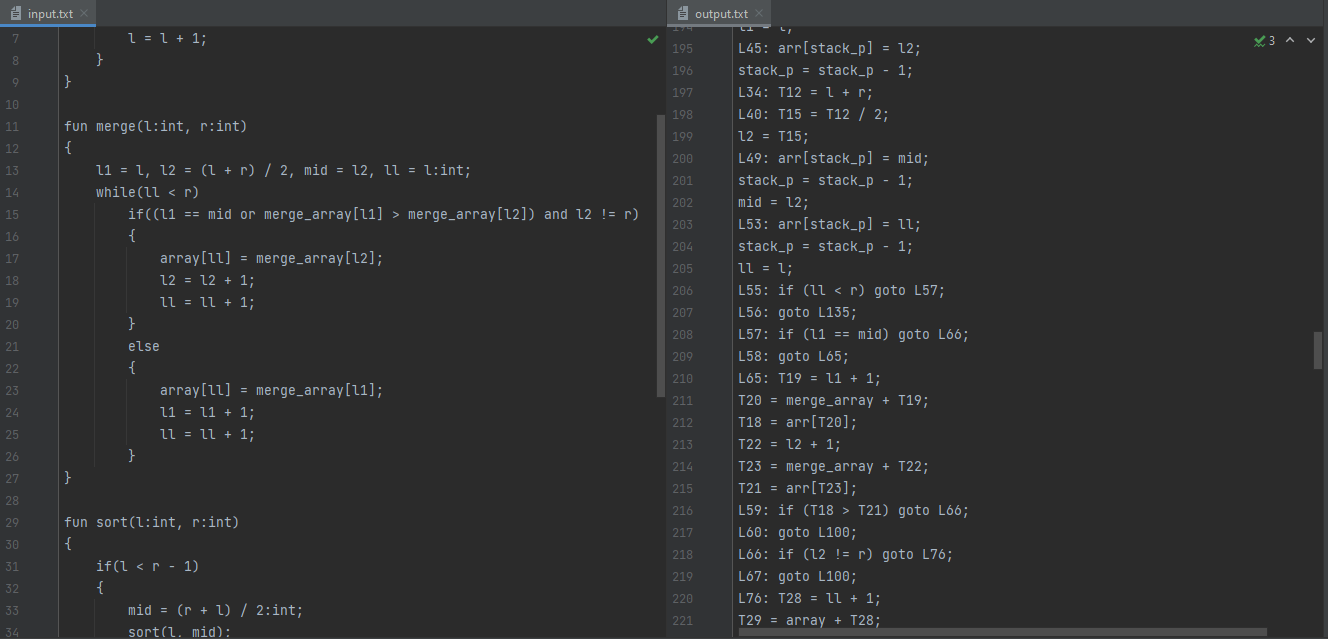 input.txt
7 l = l + 1;
8 }
9 }
10
11 fun merge(l:int, r:int)
12 {
13 l1 = l, l2 = (l + r) / 2, mid = l2, ll = l:int;
14 while(ll < r)
15 if((l1 == mid or merge_array[l1] > merge_array[l2]) and l2 != r)
16 {
17 array[ll] = merge_array[l2];
18 l2 = l2 + 1;
19 ll = ll + 1;
20 }
21 else
22 {
23 array[ll] = merge_array[l1];
24 l1 = l1 + 1;
25 ll = ll + 1;
26 }
27 }
28
29 fun sort(l:int, r:int)
30 {
31 if(l < r - 1)
32 {
33 mid = (r + l) / 2:int;
34 sort(l, mid);
output.txt
3
194 l1 = l;
195 L45: arr[stack_p] = l2;
196 stack_p = stack_p - 1;
197 L34: T12 = l + r;
198 L40: T15 = T12 / 2;
199 l2 = T15;
200 L49: arr[stack_p] = mid;
201 stack_p = stack_p - 1;
202 mid = l2;
203 L53: arr[stack_p] = ll;
204 stack_p = stack_p - 1;
205 ll = l;
206 L55: if (ll < r) goto L57;
207 L56: goto L135;
208 L57: if (l1 == mid) goto L66;
209 L58: goto L65;
210 L65: T19 = l1 + 1;
211 T20 = merge_array + T19;
212 T18 = arr[T20];
213 T22 = l2 + 1;
214 T23 = merge_array + T22;
215 T21 = arr[T23];
216 L59: if (T18 > T21) goto L66;
217 L60: goto L100;
218 L66: if (l2 != r) goto L76;
219 L67: goto L100;
220 L76: T28 = ll + 1;
221 T29 = array + T28;